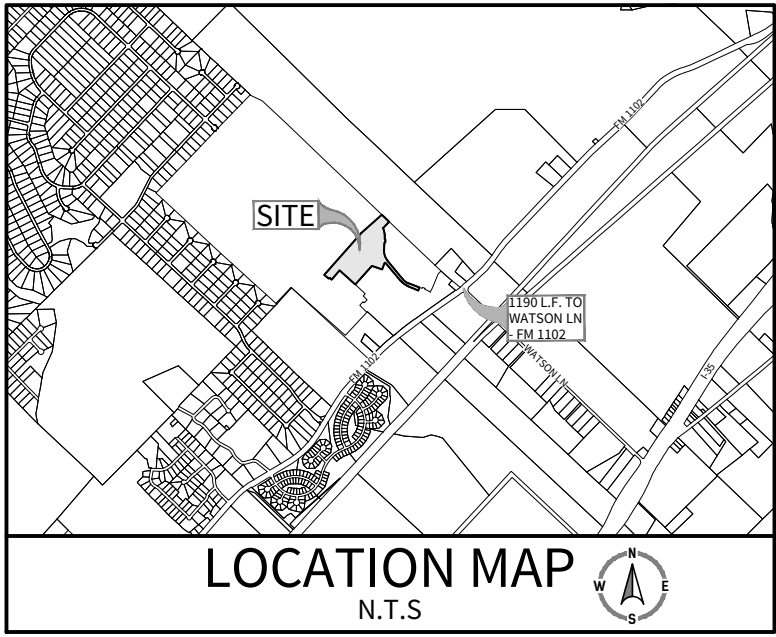 FM 1102
SITE
1190 L.F. TO
WATSON LN
- FM 1102
WATSON LN
I-35
FM 1102
LOCATION MAP
N.T.S
N
W
E
S